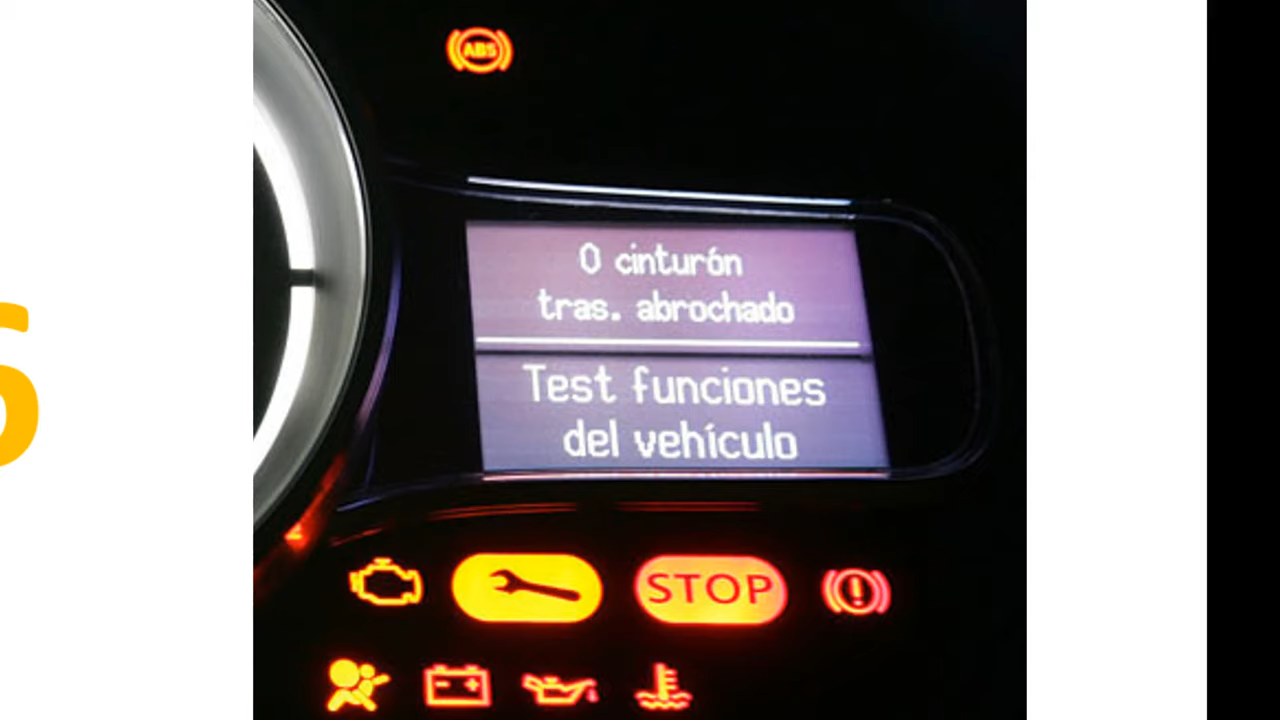 ABS
0 cinturón
tras. abrochado
Test funciones
del vehículo
STOP